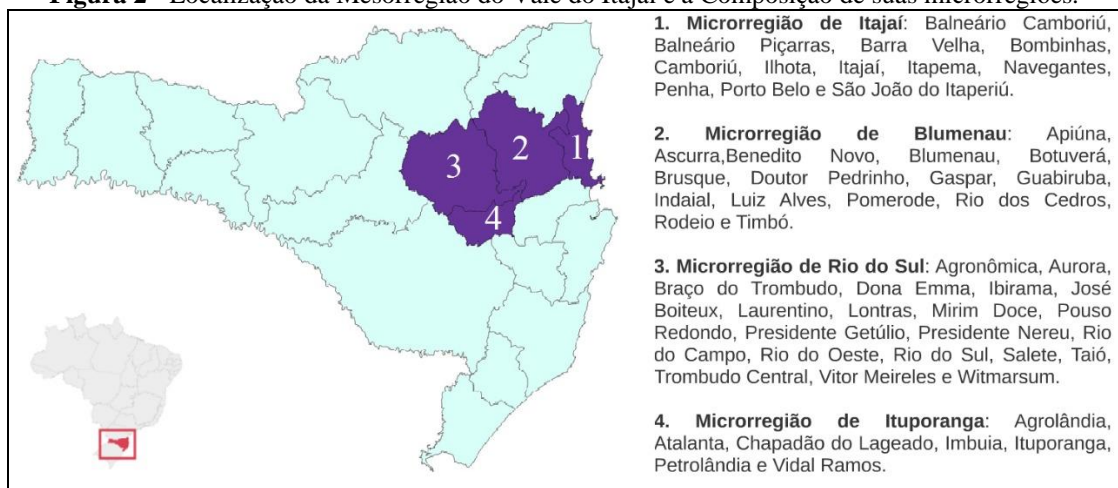 Figura 2 - Localização da Mesorregião do Vale do Itajaí e a Composição de suas microrregiões.
1. Microrregião de Itajaí: Balneário Camboriú,
Balneário Piçarras, Barra Velha, Bombinhas,
Camboriú, Ilhota, Itajaí, Itapema, Navegantes,
Penha, Porto Belo e São João do Itaperiú.
2. Microrregião de Blumenau: Apiúna,
Ascurra,Benedito Novo, Blumenau, Botuverá,
Brusque, Doutor Pedrinho, Gaspar, Guabiruba,
Indaial, Luiz Alves, Pomerode, Rio dos Cedros,
Rodeio e Timbó.
3. Microrregião de Rio do Sul: Agronômica, Aurora,
Braço do Trombudo, Dona Emma, Ibirama, José
Boiteux, Laurentino, Lontras, Mirim Doce, Pouso
Redondo, Presidente Getúlio, Presidente Nereu, Rio
do Campo, Rio do Oeste, Rio do Sul, Salete, Taió,
Trombudo Central, Vitor Meireles e Witmarsum.
4. Microrregião de Ituporanga: Agrolândia,
Atalanta, Chapadão do Lageado, Imbuia, Ituporanga,
Petrolândia e Vidal Ramos.
1
2
3
4